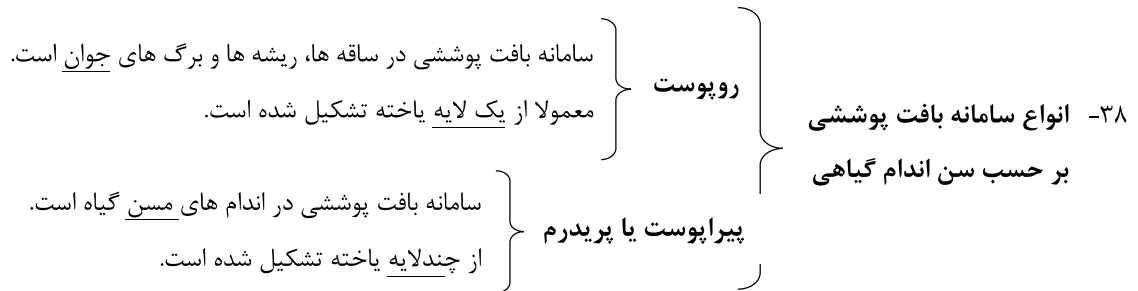 ۳۸- انواع سامانه بافت پوششی
بر حسب سن اندام گیاهی
روپوست
سامانه بافت پوششی در ساقه ها، ریشه ها و برگ های جوان است.
معمولا از یک لایه یاخته تشکیل شده است.
پیراپوست یا پریدرم
سامانه بافت پوششی در اندام های مسن گیاه است.
از چندلایه یاخته تشکیل شده است.